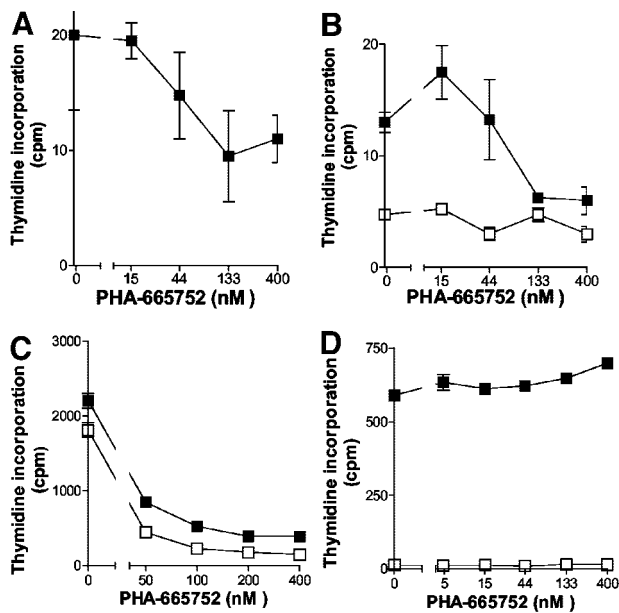 A
Thymidine incorporation
(cpm)
20
10
0
0 15 44 133 400
PHA-665752 (nM )
B
Thymidine incorporation
(cpm)
20
10
0
0 15 44 133 400
PHA-665752 (nM )
C
Thymidine incorporation
(cpm)
3000
2000
1000
0
0 50 100 200 400
PHA-665752 (nM )
D
Thymidine incorporation
(cpm)
750
500
250
0
0 5 15 44 133 400
PHA-665752 (nM )